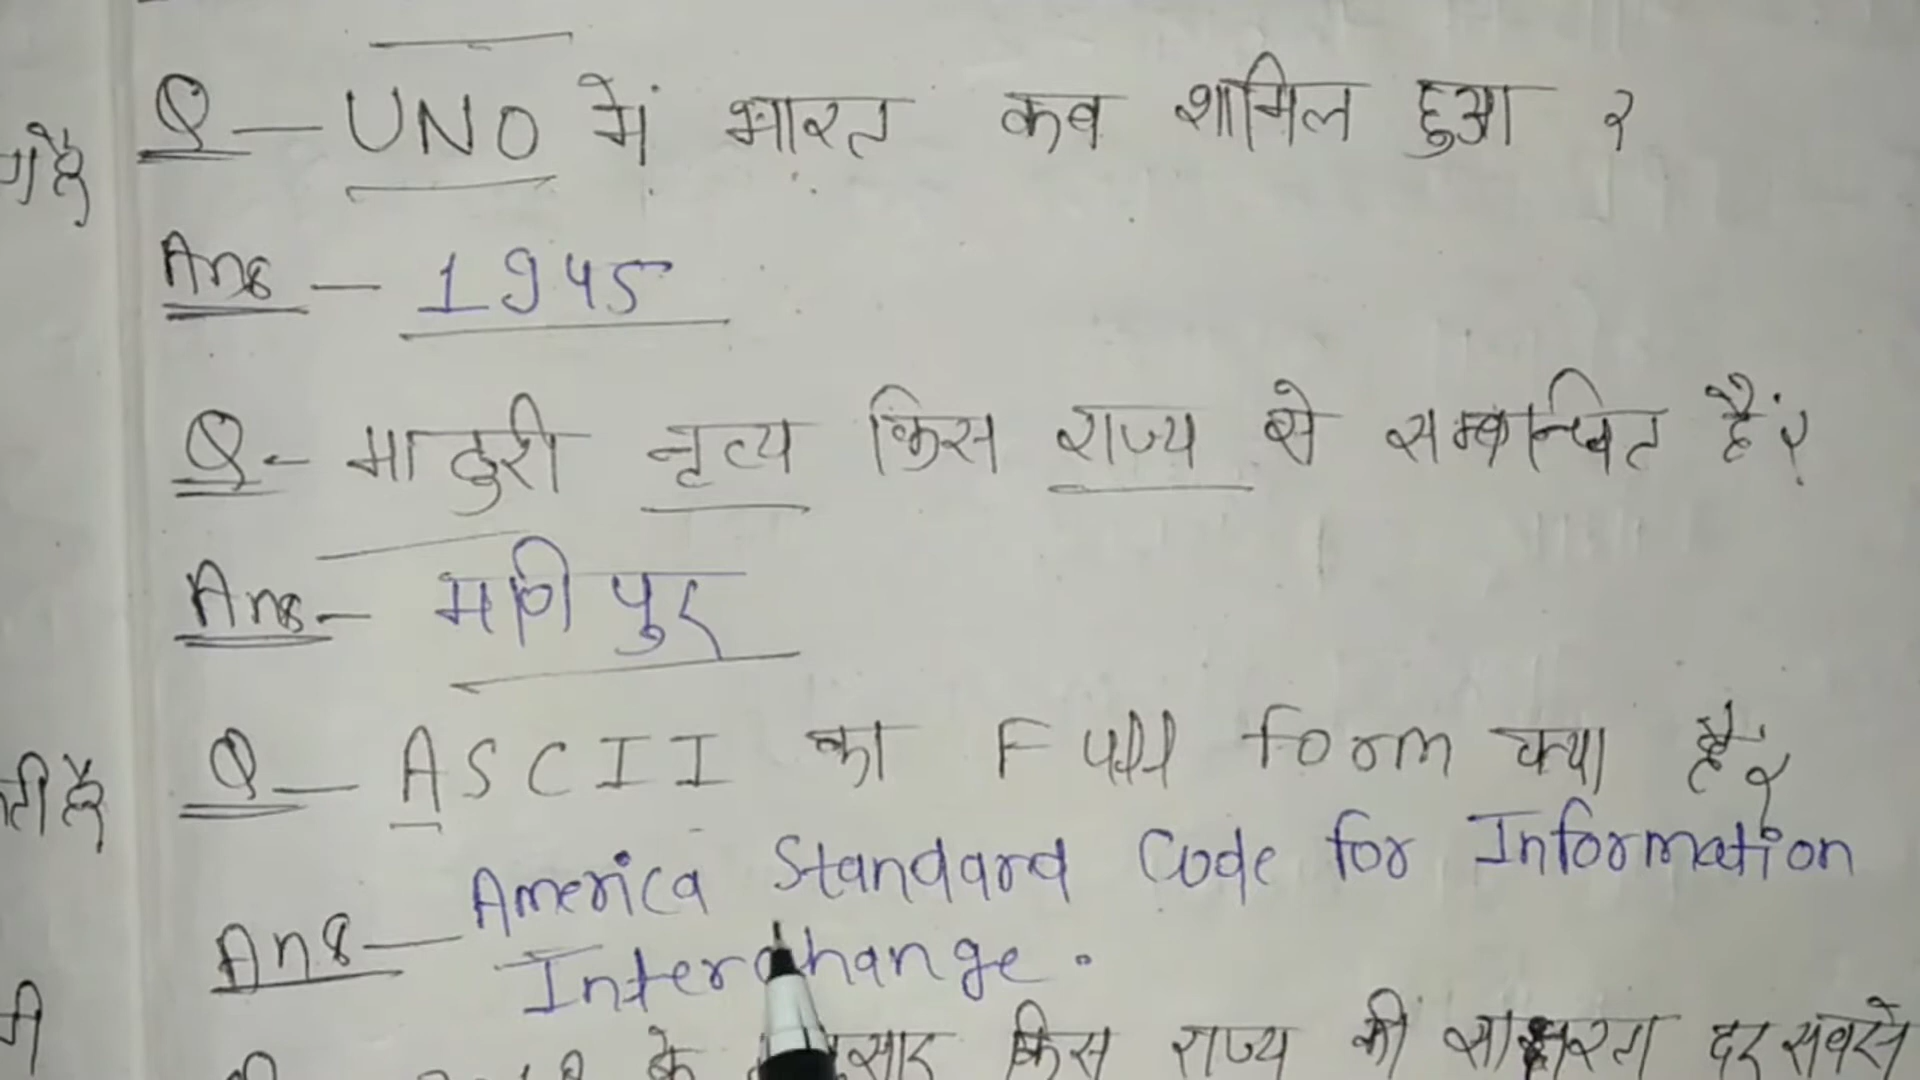 Q - UNO में भारत कब शामिल हुआ ?
Ans - 1945
Q - माढुरी नृत्य किस राज्य से सम्बन्धित हैं ?
Ans - मणीपुर
Q - ASCII का Full form क्या हैं ?
Ans - America Standard Code for Information
Interchange.
के किस राज्य की साक्षरता दर सबसे